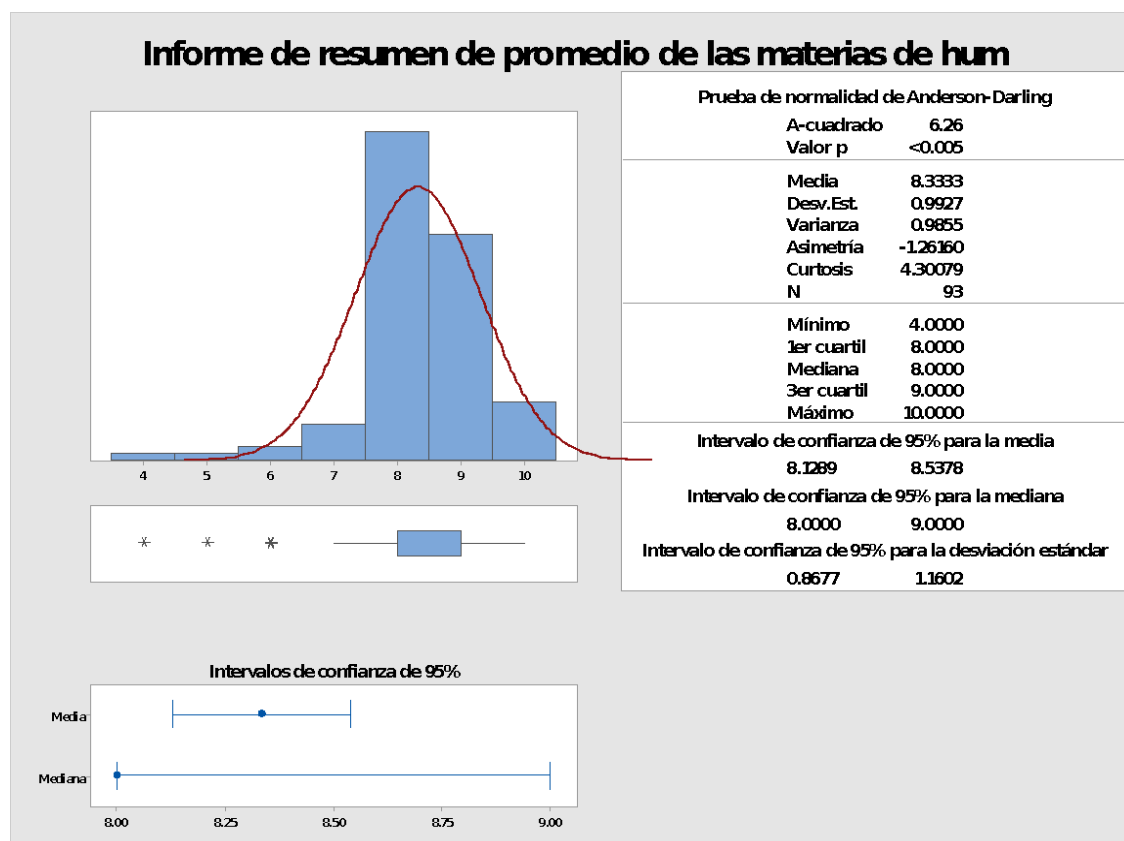 Informe de resumen de promedio de las materias de hum
Prueba de normalidad de Anderson-Darling
A-cuadrado 6.26
Valor p <0.005
Media 8.3333
Desv.Est. 0.9927
Varianza 0.9855
Asimetría -1.26160
Curtosis 4.30079
N 93
Mínimo 4.0000
1er cuartil 8.0000
Mediana 8.0000
3er cuartil 9.0000
Máximo 10.0000
Intervalo de confianza de 95% para la media
8.1289 8.5378
Intervalo de confianza de 95% para la mediana
8.0000 9.0000
Intervalo de confianza de 95% para la desviación estándar
0.8677 1.1602
4 5 6 7 8 9 10
Intervalos de confianza de 95%
Media
Mediana
8.00 8.25 8.50 8.75 9.00